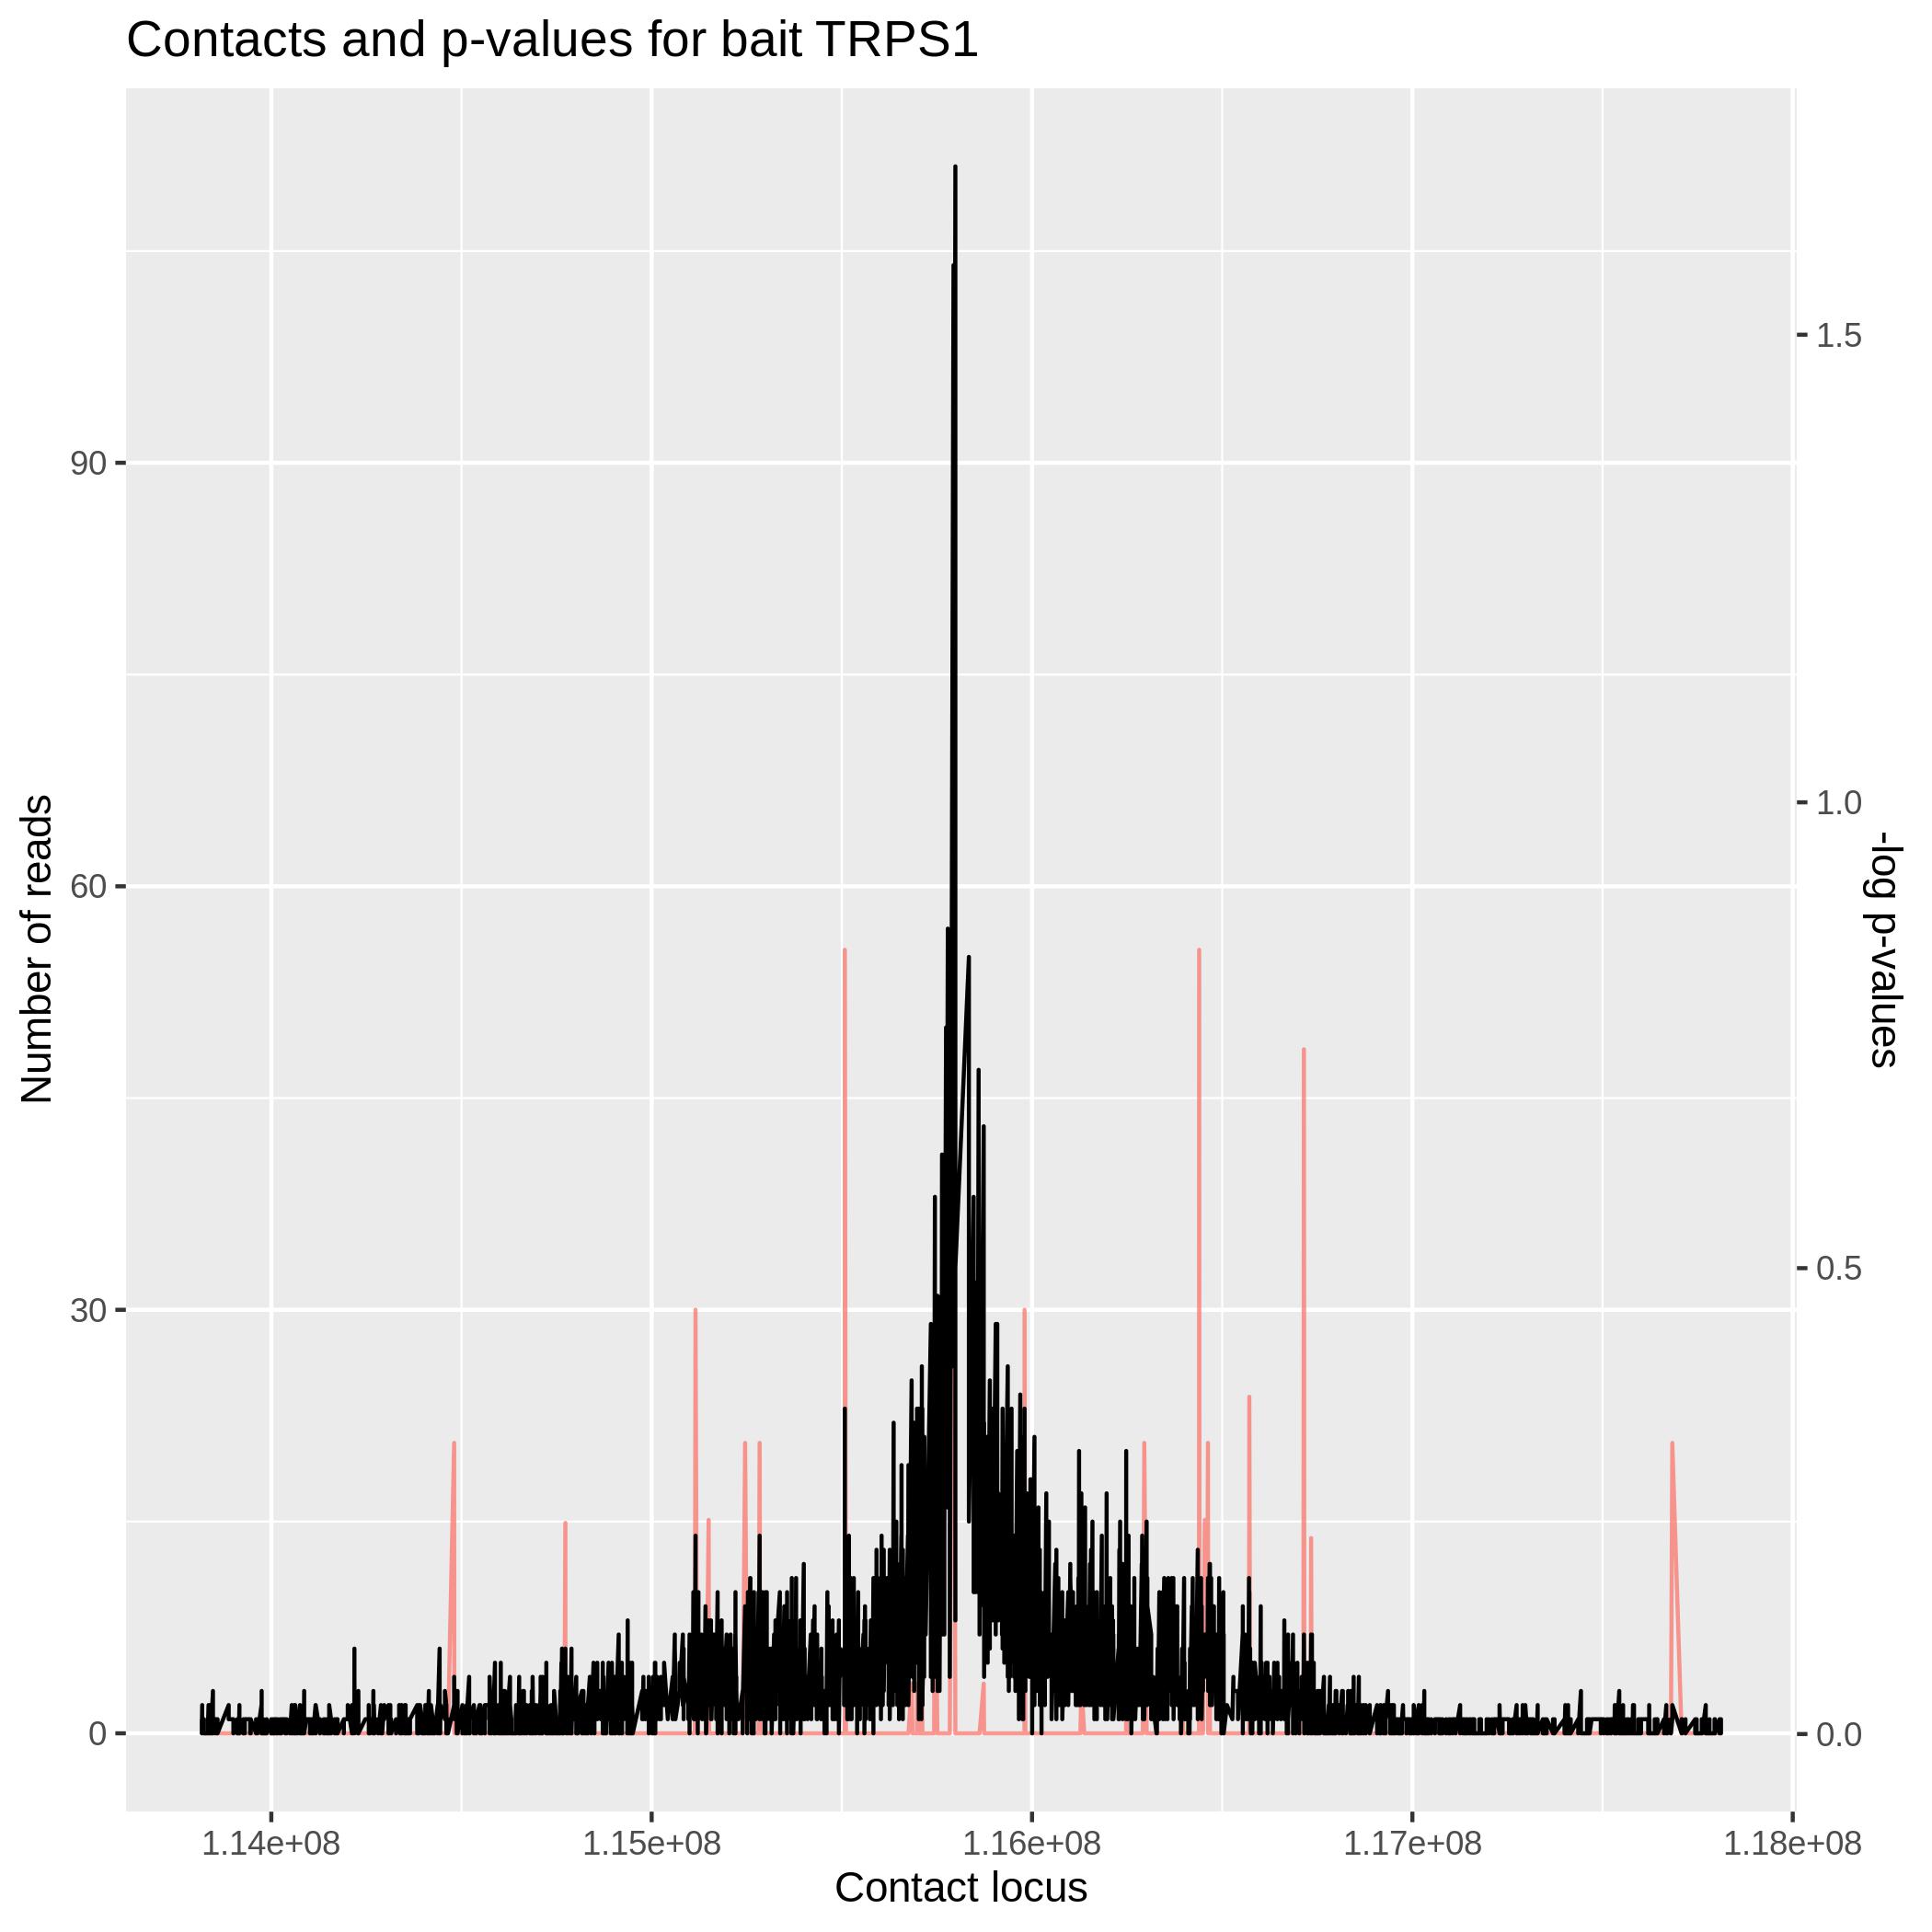 Contacts and p-values for bait TRPS1
1.5
90
1.0
60
0.5
30
0
0.0
Number of reads
-log p-values
1.14e+08
1.15e+08
1.16e+08
1.17e+08
1.18e+08
Contact locus